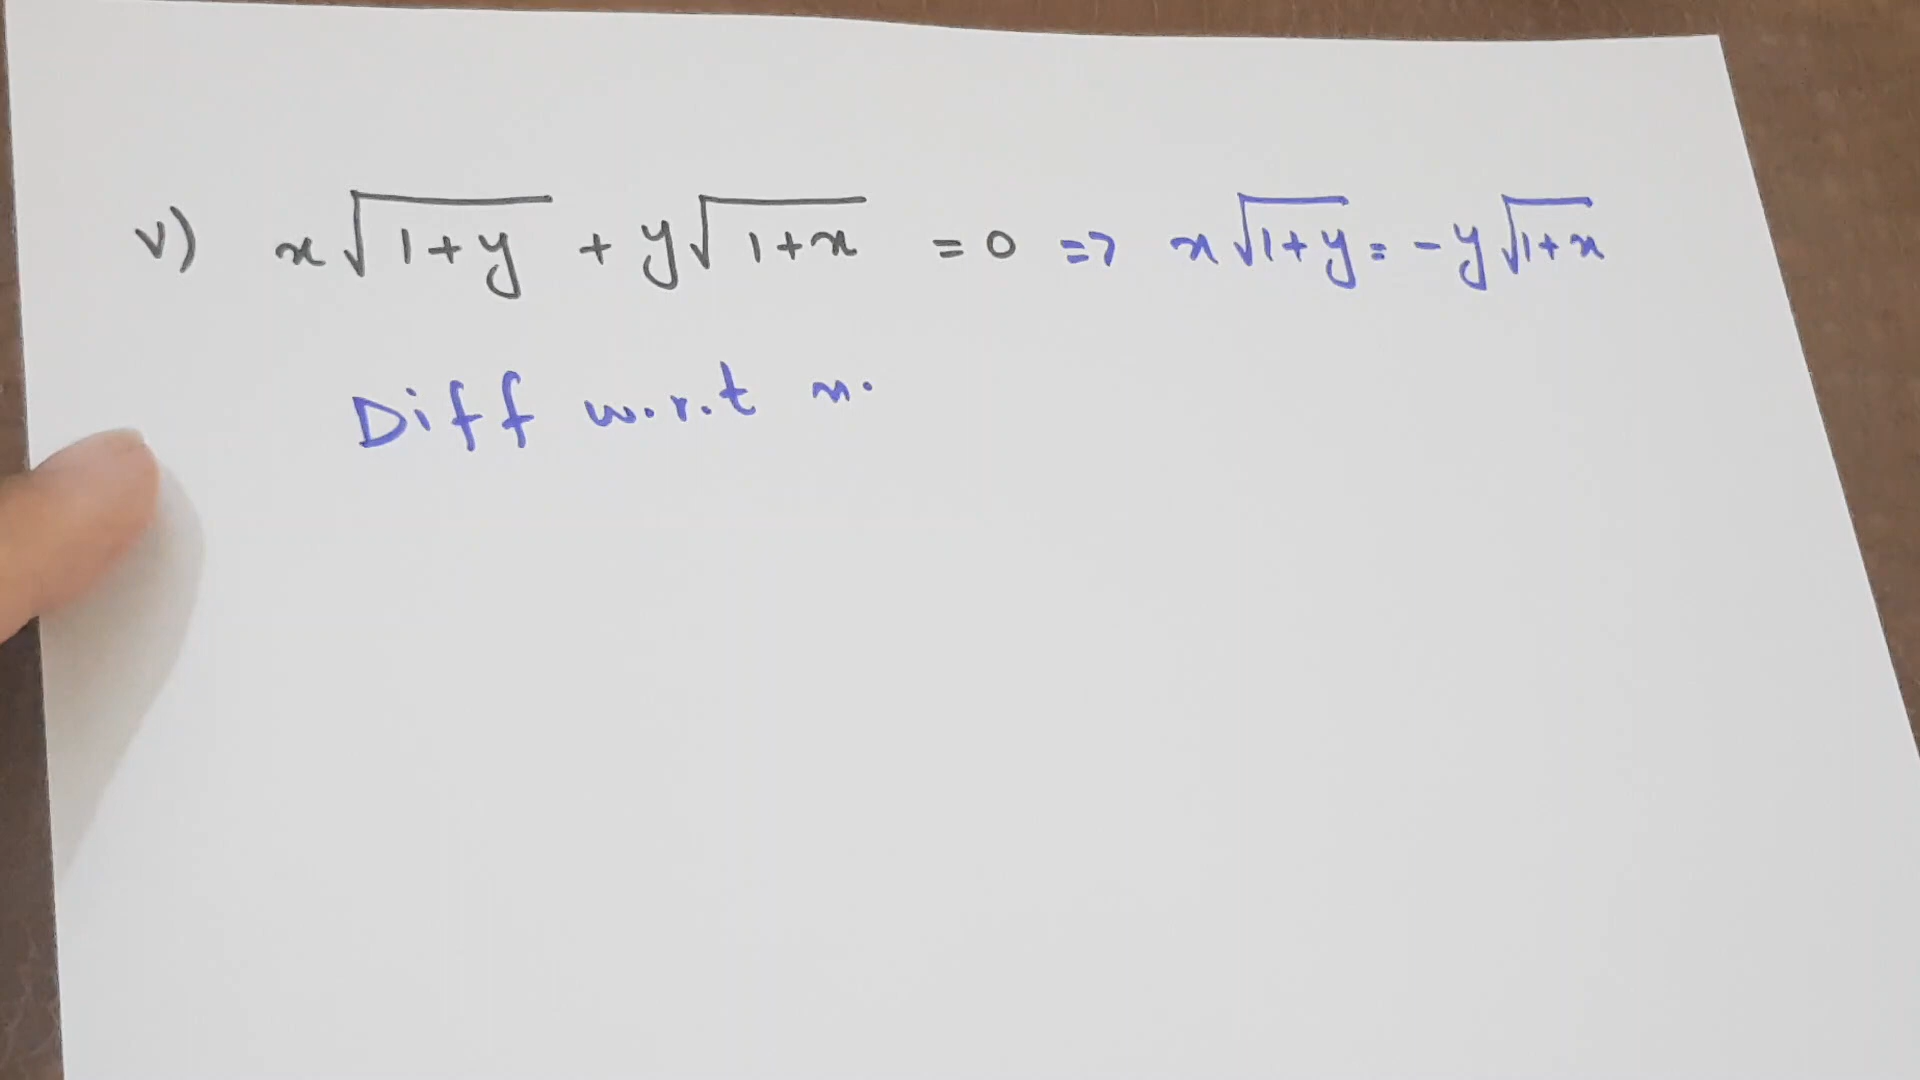 v) x√1+y + y√1+x = 0 => x√1+y = -y√1+x
Diff w.r.t x.